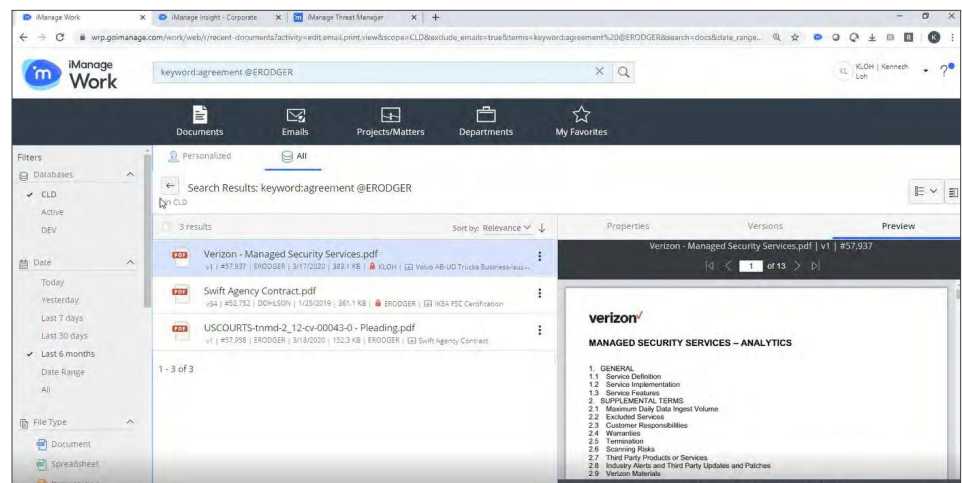 iManage Work
iManage Insight - Corporate
iManage Threat Manager
wrp.goimanage.com/work/web/r/recent-documents?activity=edit,email,print,view&scope=CLD&exclude_emails=true&terms=keyword:agreement%20@ERODGER&search=docs&date_range...
K
iManage
Work
keyword:agreement @ERODGER
KL
KLOH | Kenneth
Loh
?
Documents
Emails
Projects/Matters
Departments
My Favorites
Filters
Databases
CLD
Active
DEV
Date
Today
Yesterday
Last 7 days
Last 30 days
Last 6 months
Date Range
All
File Type
Document
Spreadsheet
Personalized
All
Search Results: keyword:agreement @ERODGER
in CLD
3 results
Sort by: Relevance
PDF
Verizon - Managed Security Services.pdf
v1 | #57,937 | ERODGER | 3/17/2020 | 383.1 KB | KLOH | Volvo AB-UD Trucks Business-Auz...
PDF
Swift Agency Contract.pdf
v34 | #52,752 | DOHLSON | 1/25/2019 | 361.1 KB | ERODGER | IKEA FSC Certification
PDF
USCOURTS-tnmd-2_12-cv-00043-0 - Pleading.pdf
v1 | #57,958 | ERODGER | 3/18/2020 | 152.3 KB | ERODGER | Swift Agency Contract
1 - 3 of 3
Properties
Versions
Preview
Verizon - Managed Security Services.pdf | v1 | #57,937
1 of 13
verizon
MANAGED SECURITY SERVICES – ANALYTICS
1. GENERAL
1.1 Service Definition
1.2 Service Implementation
1.3 Service Features
2. SUPPLEMENTAL TERMS
2.1 Maximum Daily Data Ingest Volume
2.2 Excluded Services
2.3 Customer Responsibilities
2.4 Warranties
2.5 Termination
2.6 Scanning Risks
2.7 Third Party Products or Services
2.8 Industry Alerts and Third Party Updates and Patches
2.9 Verizon Materials